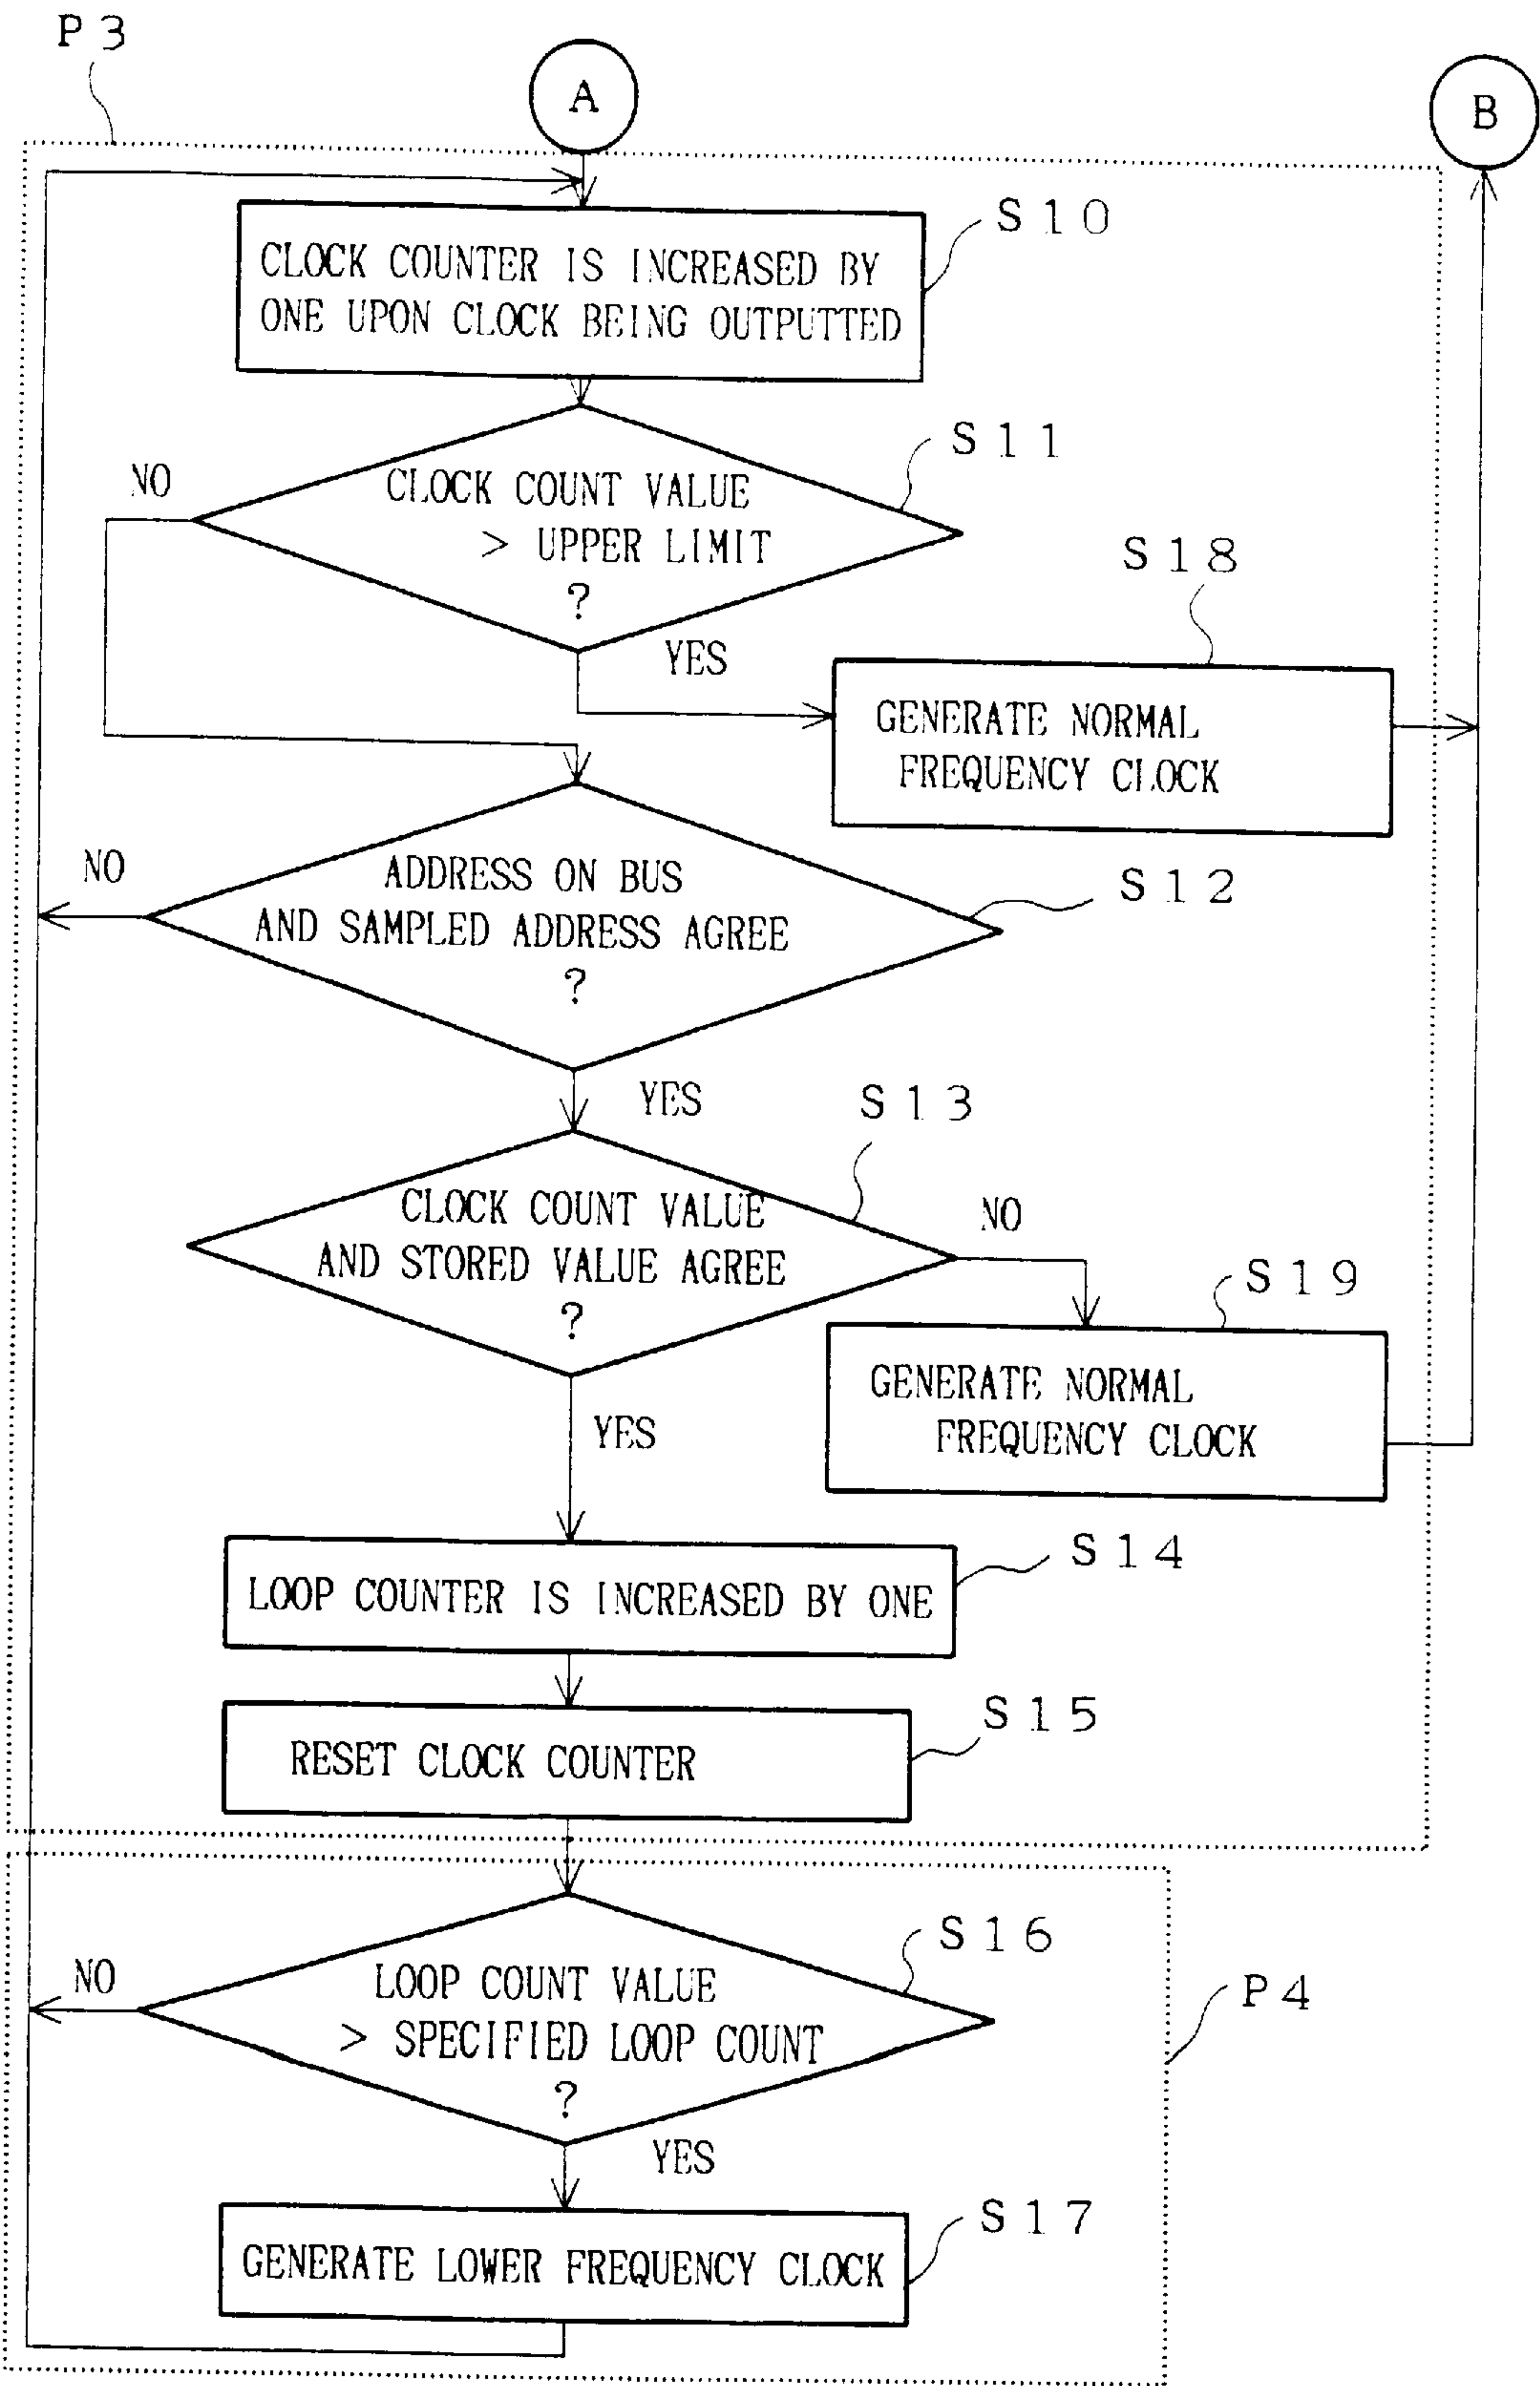 P3
A
B
S10
CLOCK COUNTER IS INCREASED BY
ONE UPON CLOCK BEING OUTPUTTED
S11
NO
CLOCK COUNT VALUE
> UPPER LIMIT
?
YES
S18
GENERATE NORMAL
FREQUENCY CLOCK
NO
ADDRESS ON BUS
AND SAMPLED ADDRESS AGREE
?
S12
YES
S13
CLOCK COUNT VALUE
AND STORED VALUE AGREE
?
NO
S19
GENERATE NORMAL
FREQUENCY CLOCK
YES
S14
LOOP COUNTER IS INCREASED BY ONE
S15
RESET CLOCK COUNTER
S16
NO
LOOP COUNT VALUE
> SPECIFIED LOOP COUNT
?
P4
YES
S17
GENERATE LOWER FREQUENCY CLOCK